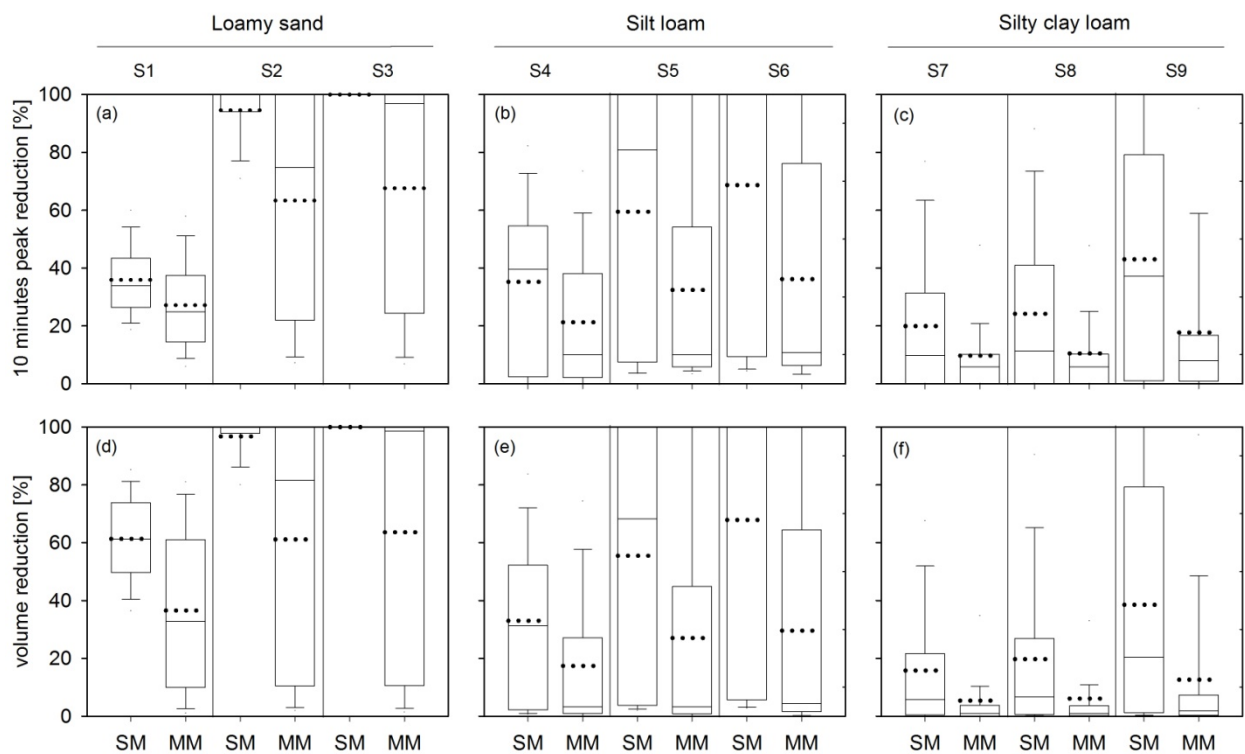 Loamy sand Silt loam Silty clay loam
S1 S2 S3 S4 S5 S6 S7 S8 S9
10 minutes peak reduction [%]
100
80
60
40
20
0
(a) (b) (c)
volume reduction [%]
100
80
60
40
20
0
(d) (e) (f)
SM MM SM MM SM MM SM MM SM MM SM MM SM MM SM MM SM MM